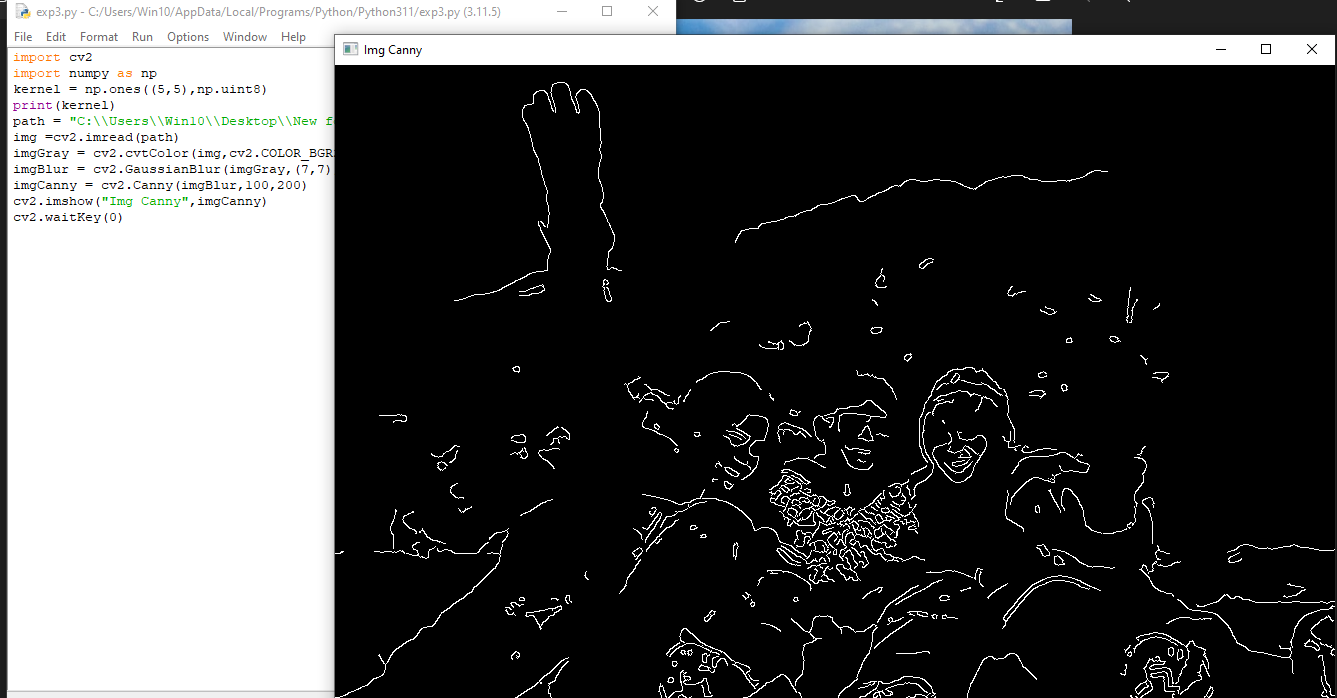 exp3.py - C:/Users/Win10/AppData/Local/Programs/Python/Python311/exp3.py (3.11.5)
File Edit Format Run Options Window Help
Img Canny
import cv2
import numpy as np
kernel = np.ones((5,5),np.uint8)
print(kernel)
path = "C:\\Users\\Win10\\Desktop\\New f
img =cv2.imread(path)
imgGray = cv2.cvtColor(img,cv2.COLOR_BGR
imgBlur = cv2.GaussianBlur(imgGray,(7,7)
imgCanny = cv2.Canny(imgBlur,100,200)
cv2.imshow("Img Canny",imgCanny)
cv2.waitKey(0)